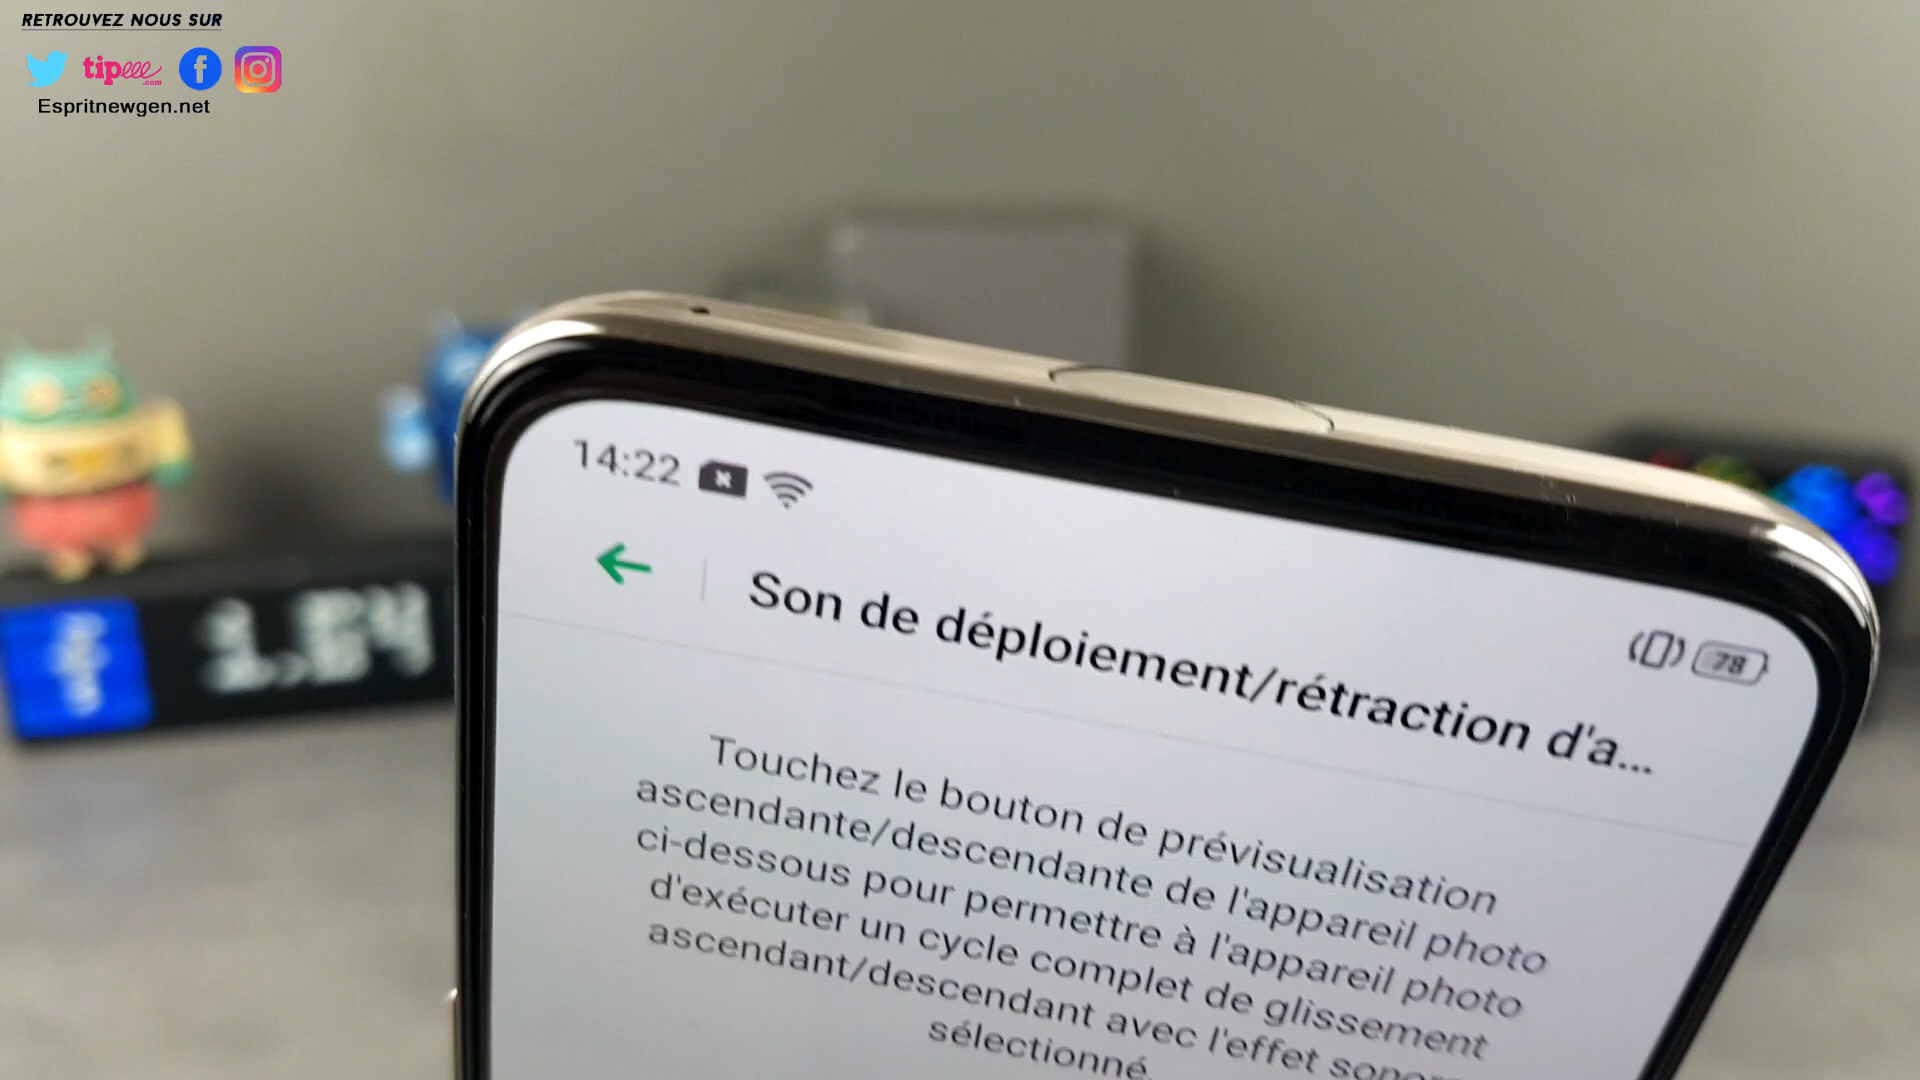 RETROUVEZ NOUS SUR
tipeee
.com
Espritnewgen.net
14:22
78
Son de déploiement/rétraction d'a...
Touchez le bouton de prévisualisation
ascendante/descendante de l'appareil photo
ci-dessous pour permettre à l'appareil photo
d'exécuter un cycle complet de glissement
ascendant/descendant avec l'effet
sélectionné.